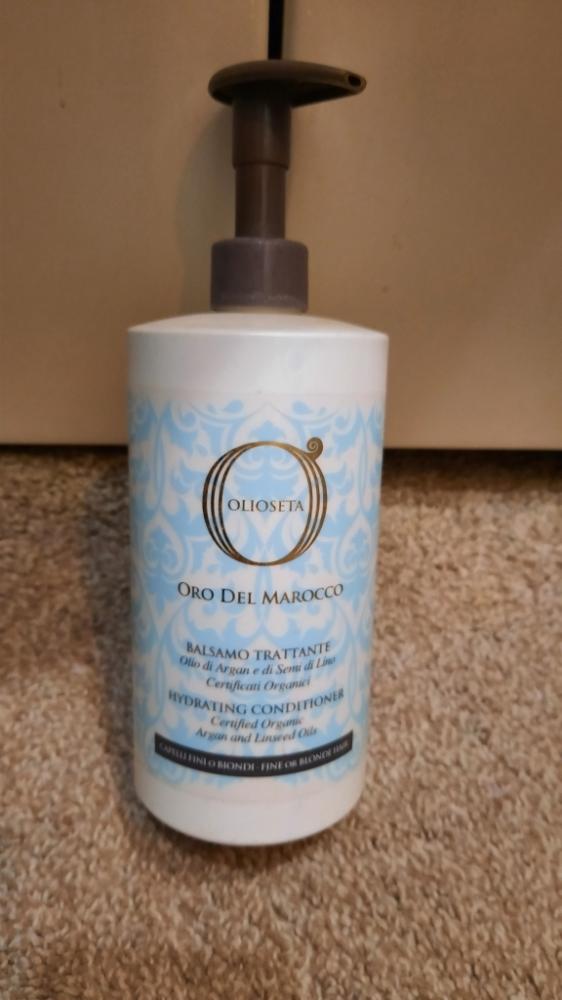 OLIOSETA
ORO DEL MAROCCO
BALSAMO TRATTANTE
Olio di Argan e di Semi di Lino
Certificati Organici
HYDRATING CONDITIONER
Certified Organic
Argan and Linseed Oils
CAPELLI FINI O BIONDI - FINE OR BLONDE HAIR